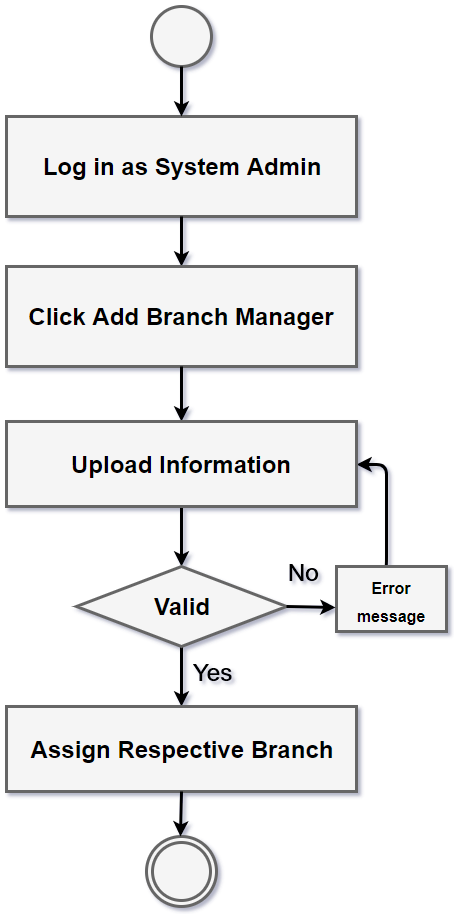 Log in as System Admin
Click Add Branch Manager
Upload Information
Valid
No
Error
message
Yes
Assign Respective Branch